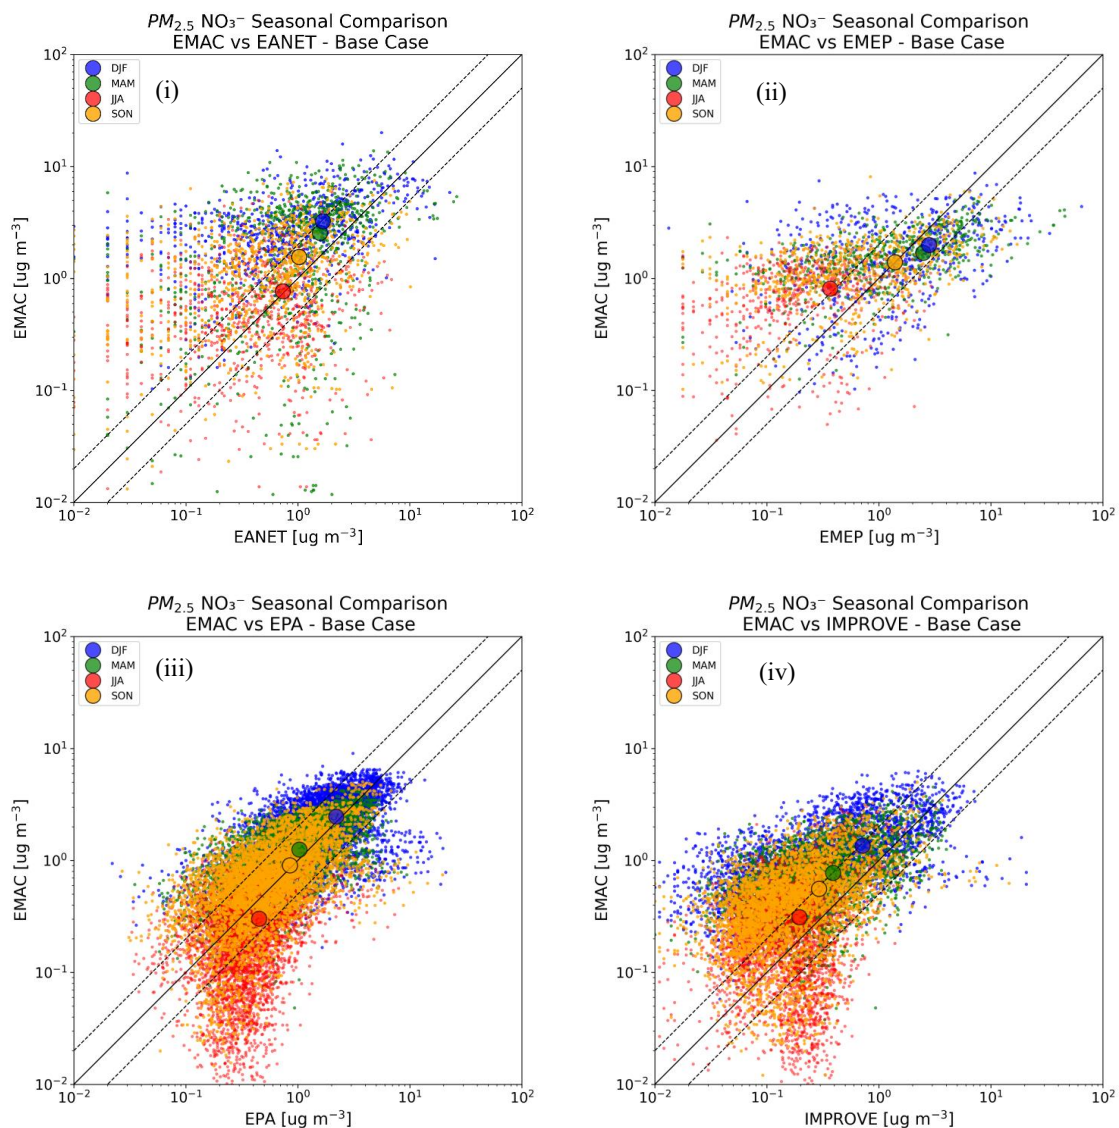 PM2.5 NO₃⁻ Seasonal Comparison
EMAC vs EANET - Base Case
DJF
MAM
JJA
SON
(i)
10²
10¹
10⁰
10⁻¹
10⁻²
EMAC [ug m⁻³]
10⁻² 10⁻¹ 10⁰ 10¹ 10²
EANET [ug m⁻³]
PM2.5 NO₃⁻ Seasonal Comparison
EMAC vs EMEP - Base Case
DJF
MAM
JJA
SON
(ii)
10²
10¹
10⁰
10⁻¹
10⁻²
EMAC [ug m⁻³]
10⁻² 10⁻¹ 10⁰ 10¹ 10²
EMEP [ug m⁻³]
PM2.5 NO₃⁻ Seasonal Comparison
EMAC vs EPA - Base Case
DJF
MAM
JJA
SON
(iii)
10²
10¹
10⁰
10⁻¹
10⁻²
EMAC [ug m⁻³]
10⁻² 10⁻¹ 10⁰ 10¹ 10²
EPA [ug m⁻³]
PM2.5 NO₃⁻ Seasonal Comparison
EMAC vs IMPROVE - Base Case
DJF
MAM
JJA
SON
(iv)
10²
10¹
10⁰
10⁻¹
10⁻²
EMAC [ug m⁻³]
10⁻² 10⁻¹ 10⁰ 10¹ 10²
IMPROVE [ug m⁻³]